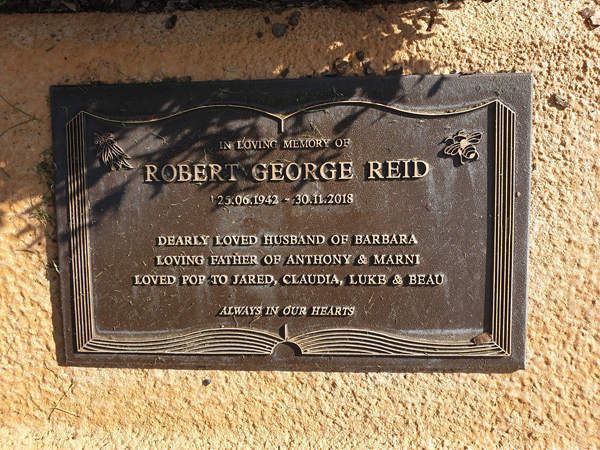 IN LOVING MEMORY OF
ROBERT GEORGE REID
25.06.1942 ~ 30.11.2018
DEARLY LOVED HUSBAND OF BARBARA
LOVING FATHER OF ANTHONY & MARNI
LOVED POP TO JARED, CLAUDIA, LUKE & BEAU
ALWAYS IN OUR HEARTS